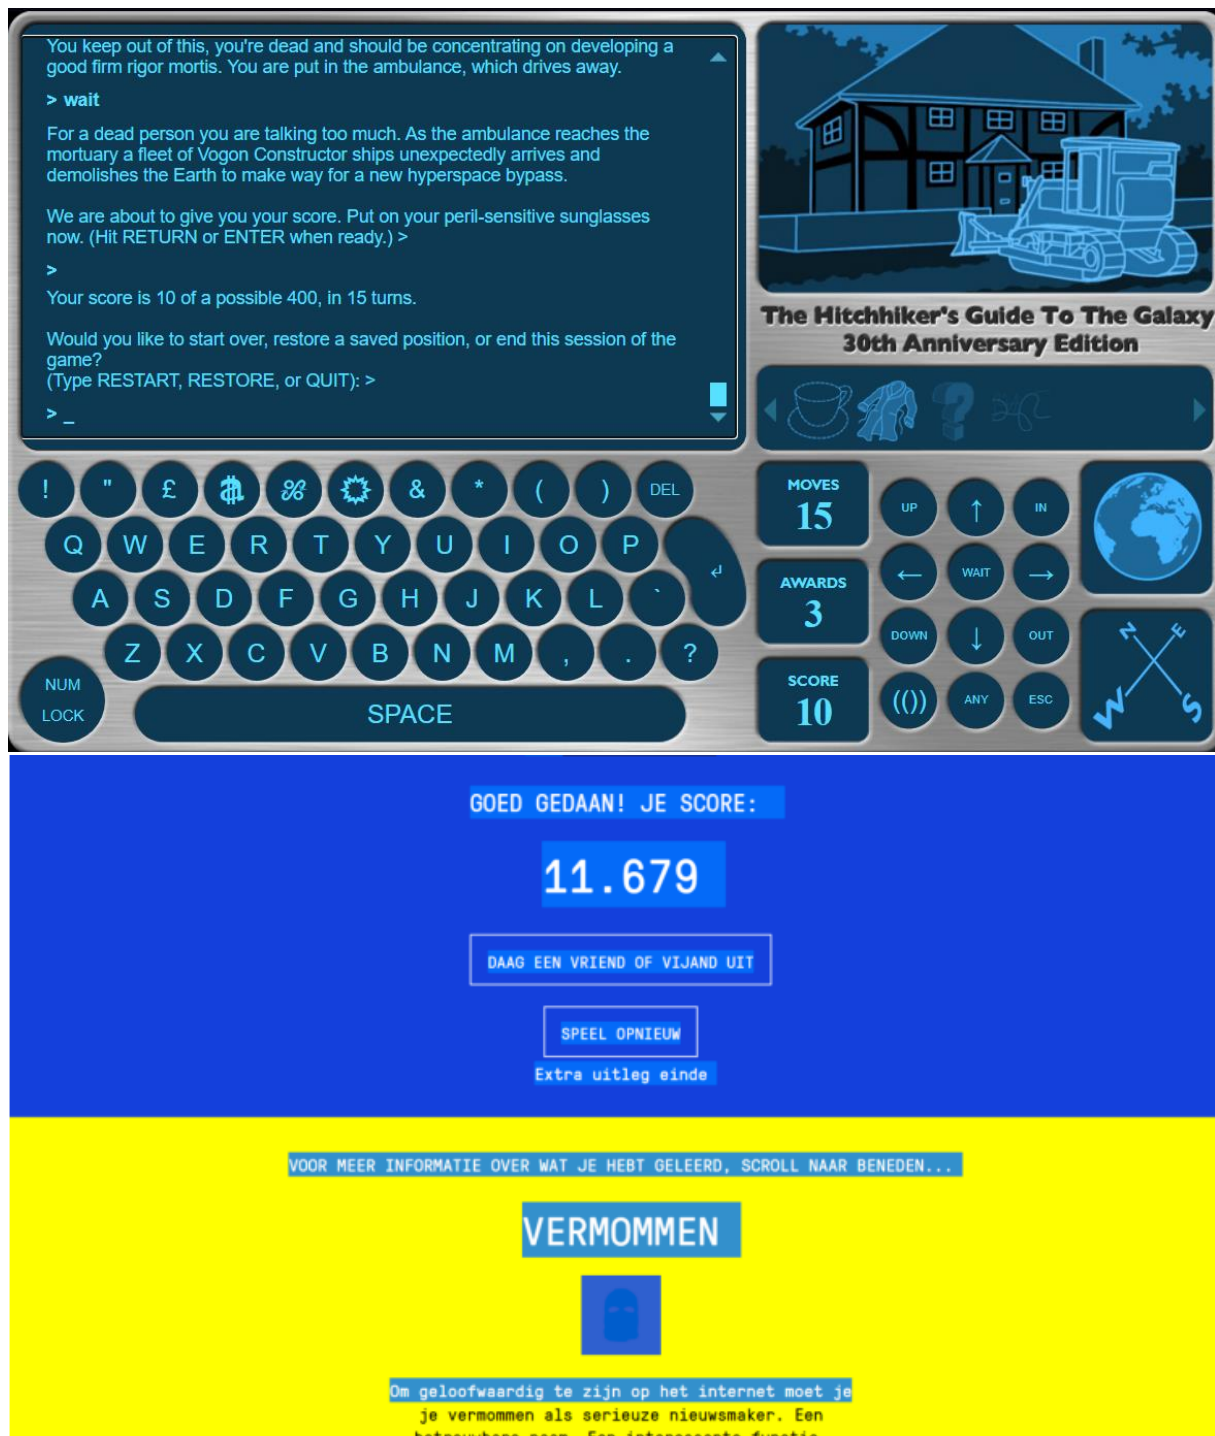 You keep out of this, you're dead and should be concentrating on developing a
good firm rigor mortis. You are put in the ambulance, which drives away.
> wait
For a dead person you are talking too much. As the ambulance reaches the
mortuary a fleet of Vogon Constructor ships unexpectedly arrives and
demolishes the Earth to make way for a new hyperspace bypass.
We are about to give you your score. Put on your peril-sensitive sunglasses
now. (Hit RETURN or ENTER when ready.) >
>
Your score is 10 of a possible 400, in 15 turns.
Would you like to start over, restore a saved position, or end this session of the
game?
(Type RESTART, RESTORE, or QUIT): >
> _
The Hitchhiker's Guide To The Galaxy
30th Anniversary Edition
! " £ & * ( ) DEL
Q W E R T Y U I O P
A S D F G H J K L `
Z X C V B N M , . ?
NUM
LOCK
SPACE
MOVES
15
AWARDS
3
SCORE
10
UP ↑ IN
← WAIT →
DOWN ↓ OUT
(()) ANY ESC
N E
W S
GOED GEDAAN! JE SCORE:
11.679
DAAG EEN VRIEND OF VIJAND UIT
SPEEL OPNIEUW
Extra uitleg einde
VOOR MEER INFORMATIE OVER WAT JE HEBT GELEERD, SCROLL NAAR BENEDEN...
VERMOMMEN
Om geloofwaardig te zijn op het internet moet je
je vermommen als serieuze nieuwsmaker. Een
betrouwbare naam. Een interessante functie